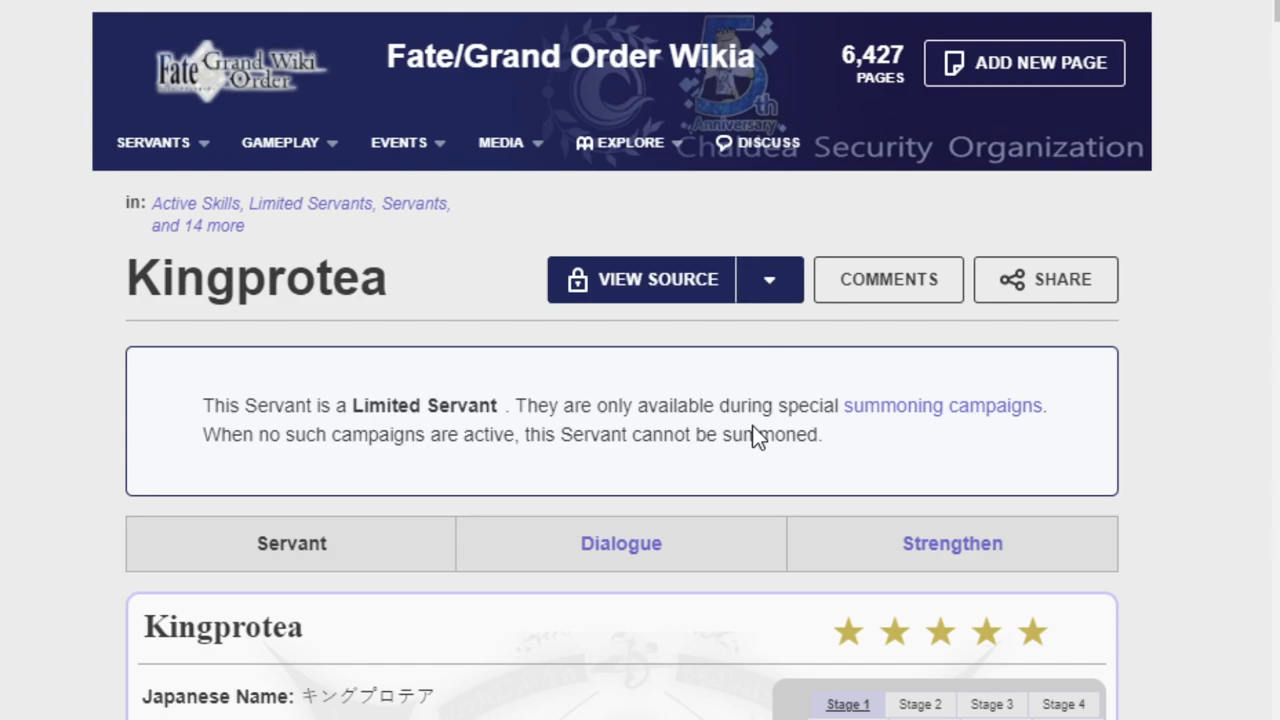 Fate Grand Order Wiki
Fate/Grand Order Wikia
6,427 PAGES
ADD NEW PAGE
5th Anniversary
SERVANTS GAMEPLAY EVENTS MEDIA EXPLORE DISCUSS
Chaldea Security Organization
in: Active Skills, Limited Servants, Servants,
and 14 more
Kingprotea
VIEW SOURCE
COMMENTS
SHARE
This Servant is a Limited Servant . They are only available during special summoning campaigns.
When no such campaigns are active, this Servant cannot be summoned.
Servant Dialogue Strengthen
Kingprotea
Japanese Name: キングプロテア
Stage 1 Stage 2 Stage 3 Stage 4